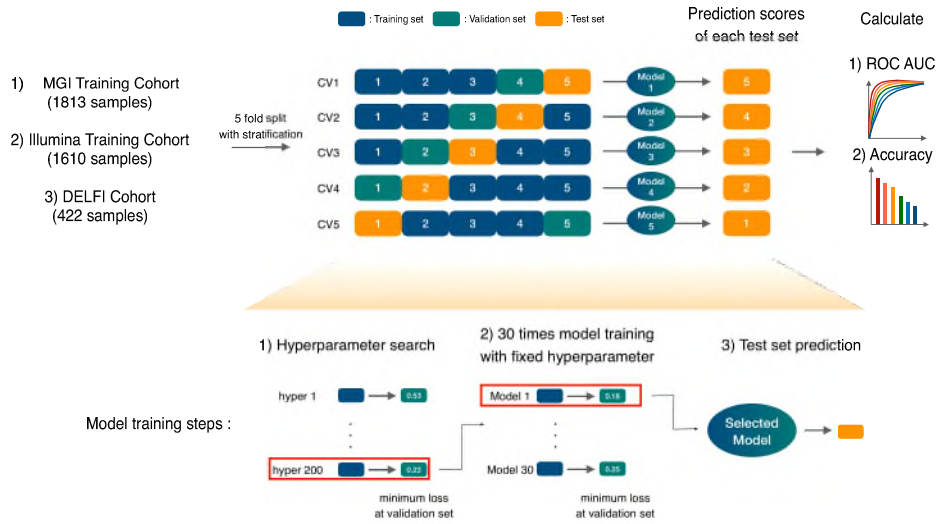 : Training set : Validation set : Test set
Prediction scores
of each test set
Calculate
1) MGI Training Cohort
(1813 samples)
2) Illumina Training Cohort
(1610 samples)
3) DELFI Cohort
(422 samples)
5 fold split
with stratification
CV1 1 2 3 4 5 Model 1 5
CV2 1 2 3 4 5 Model 2 4
CV3 1 2 3 4 5 Model 3 3
CV4 1 2 3 4 5 Model 4 2
CV5 1 2 3 4 5 Model 5 1
1) ROC AUC
2) Accuracy
1) Hyperparameter search
2) 30 times model training
with fixed hyperparameter
3) Test set prediction
Model training steps :
hyper 1 0.53
hyper 200 0.22
minimum loss
at validation set
Model 1 0.18
Model 30 0.25
minimum loss
at validation set
Selected
Model